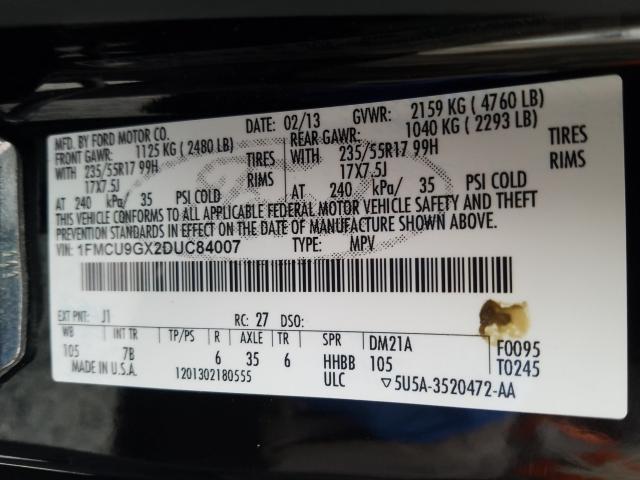 MFD. BY FORD MOTOR CO.
DATE: 02/13
GVWR: 2159 KG ( 4760 LB)
FRONT GAWR: 1125 KG ( 2480 LB)
REAR GAWR: 1040 KG ( 2293 LB)
WITH 235/55R17 99H TIRES
WITH 235/55R17 99H TIRES
17X7.5J RIMS
17X7.5J RIMS
AT 240 kPa/ 35 PSI COLD
AT 240 kPa/ 35 PSI COLD
THIS VEHICLE CONFORMS TO ALL APPLICABLE FEDERAL MOTOR VEHICLE SAFETY AND THEFT
PREVENTION STANDARDS IN EFFECT ON THE DATE OF MANUFACTURE SHOWN ABOVE.
VIN: 1FMCU9GX2DUC84007 TYPE: MPV
EXT PNT: J1 RC: 27 DSO:
WB INT TR TP/PS R AXLE TR SPR DM21A F0095
105 7B 6 35 6 HHBB 105 T0245
MADE IN U.S.A. 1201302180555 ULC ▽5U5A-3520472-AA